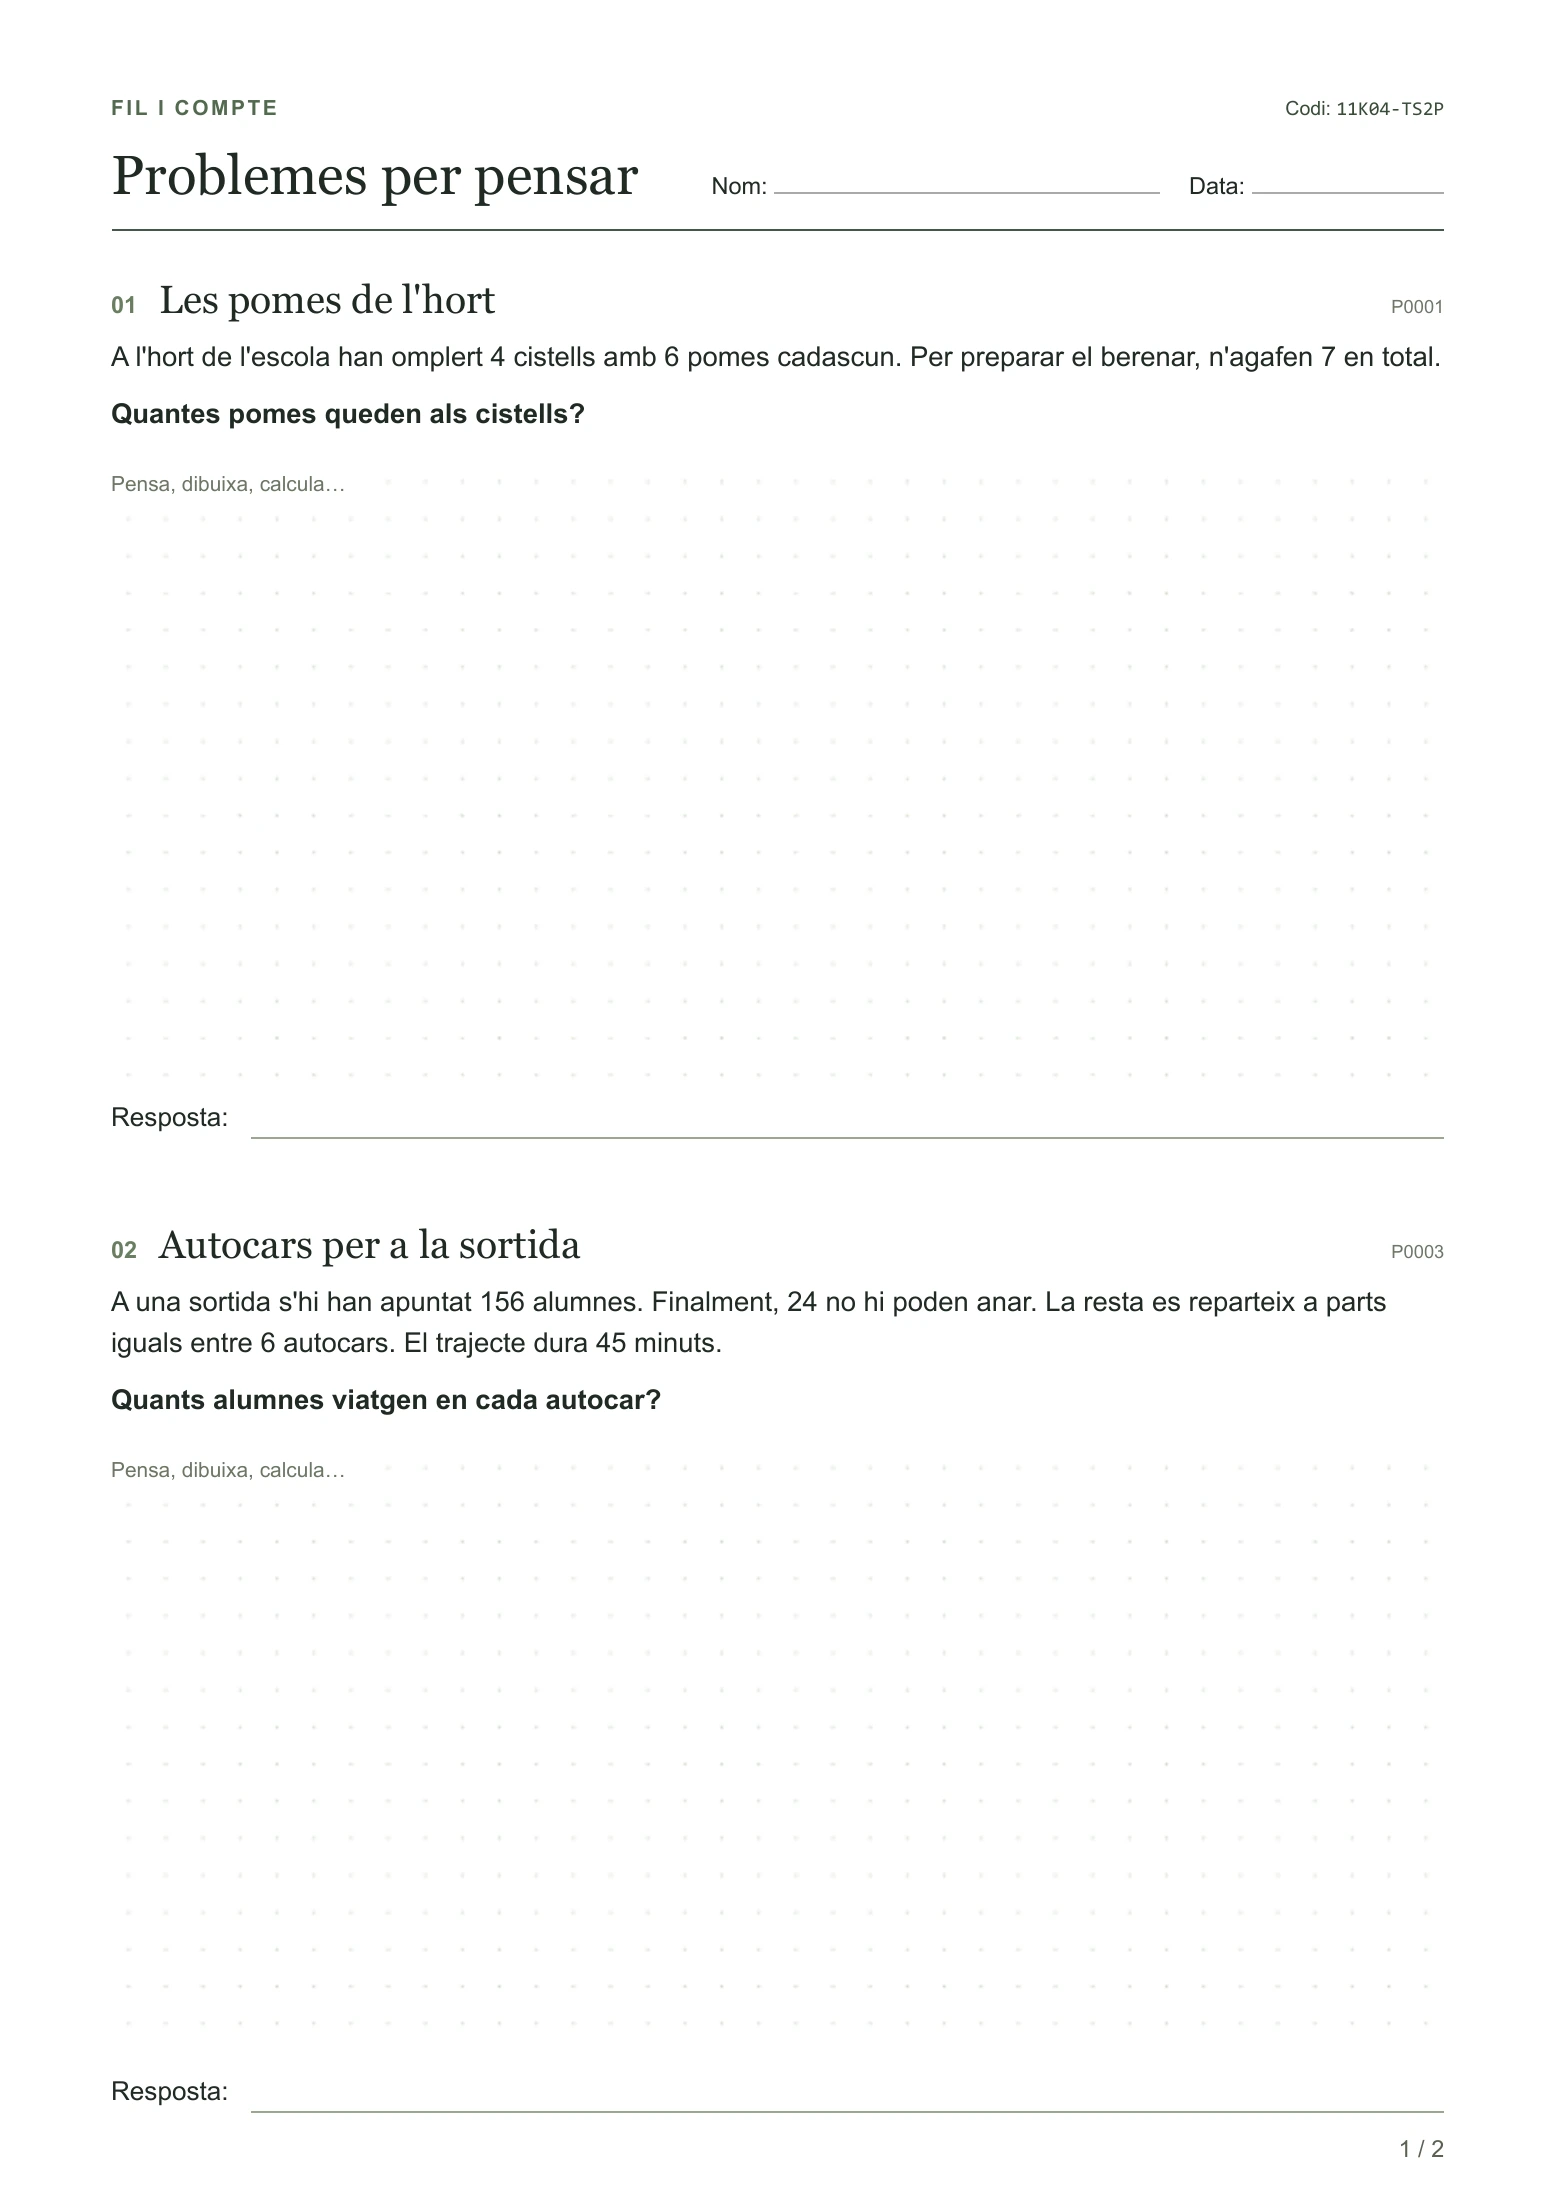 FIL I COMPTE
Codi: 11K04-TS2P
Problemes per pensar
Nom:
Data:
01 Les pomes de l'hort
P0001
A l'hort de l'escola han omplert 4 cistells amb 6 pomes cadascun. Per preparar el berenar, n'agafen 7 en total.
Quantes pomes queden als cistells?
Pensa, dibuixa, calcula…
Resposta:
02 Autocars per a la sortida
P0003
A una sortida s'hi han apuntat 156 alumnes. Finalment, 24 no hi poden anar. La resta es reparteix a parts
iguals entre 6 autocars. El trajecte dura 45 minuts.
Quants alumnes viatgen en cada autocar?
Pensa, dibuixa, calcula…
Resposta:
1 / 2